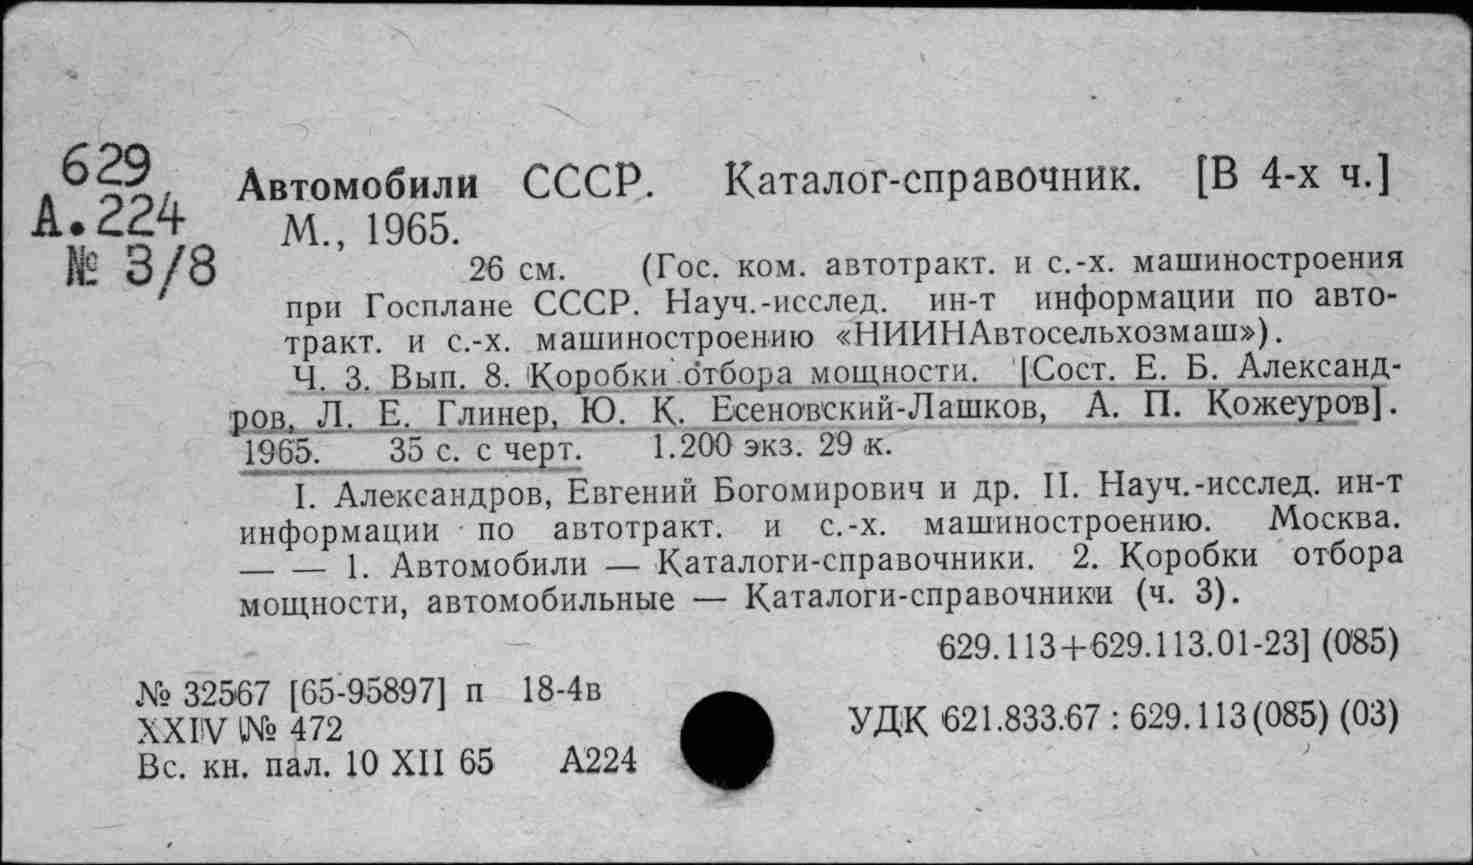 629
А.224
№ 3/8
Автомобили СССР. Каталог-справочник. [В 4-х ч.]
М., 1965.
26 см. (Гос. ком. автотракт. и с.-х. машиностроения
при Госплане СССР. Науч.-исслед. ин-т информации по авто-
тракт. и с.-х. машиностроению «НИИНАвтосельхозмаш»).
Ч. 3. Вып. 8. Коробки отбора мощности. [Сост. Е. Б. Александ-
ров, Л. Е. Глинер, Ю. К. Есеновский-Лашков, А. П. Кожеуров].
1965. 35 с. с черт. 1.200 экз. 29 к.
I. Александров, Евгений Богомирович и др. II. Науч.-исслед. ин-т
информации по автотракт. и с.-х. машиностроению. Москва.
— — 1. Автомобили — Каталоги-справочники. 2. Коробки отбора
мощности, автомобильные — Каталоги-справочники (ч. 3).
629.113+629.113.01-23] (085)
№ 32567 [65-95897] п 18-4в
XXIV № 472
УДК 621.833.67 : 629.113(085) (03)
Вс. кн. пал. 10 XII 65 А224